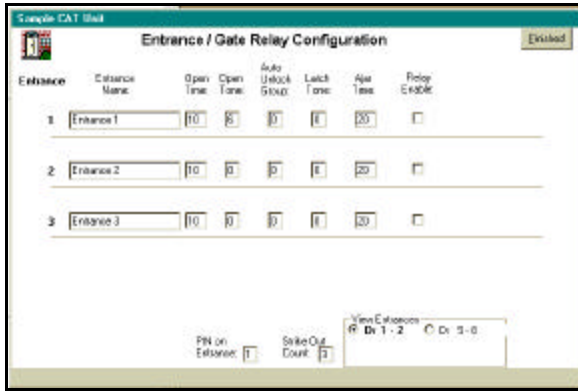 Sample CAT Unit
Entrance / Gate Relay Configuration
Finished
Entrance
Entrance Name:
Open Time:
Open Tone:
Auto Unlock Group:
Latch Tone:
Ajar Time:
Relay Enable:
1 Entrance 1 10 6 0 20
2 Entrance 2 10 0 0 20
3 Entrance 3 10 0 0 20
PIN on Entrance: 1
Strike Out Count: 3
View Entrances
Dr 1 - 2